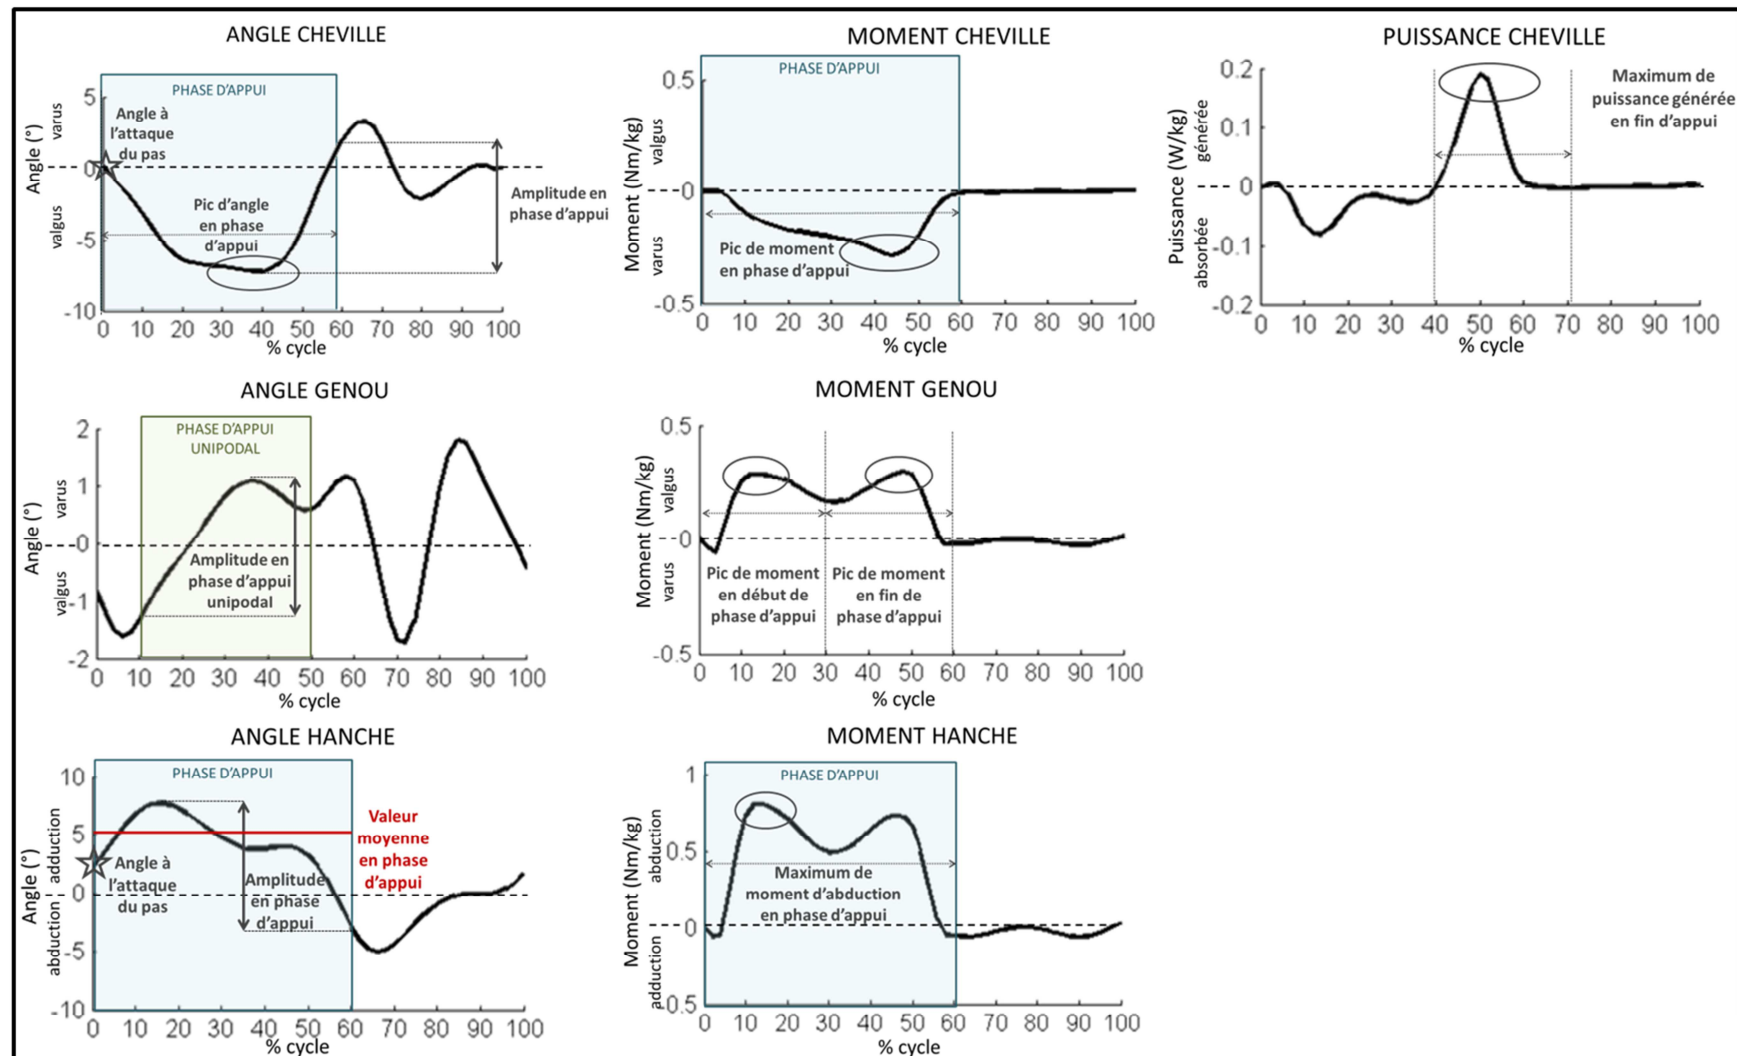 ANGLE CHEVILLE
PHASE D'APPUI
Angle à
l'attaque
du pas
Pic d'angle
en phase
d'appui
Amplitude en
phase d'appui
Angle (°)
varus
valgus
5
0
-5
-10
0 10 20 30 40 50 60 70 80 90 100
% cycle
MOMENT CHEVILLE
PHASE D'APPUI
Pic de moment
en phase d'appui
Moment (Nm/kg)
valgus
varus
0.5
0
-0.5
0 10 20 30 40 50 60 70 80 90 100
% cycle
PUISSANCE CHEVILLE
Maximum de
puissance générée
en fin d'appui
Puissance (W/kg)
générée
absorbée
0.2
0.1
0
-0.1
-0.2
0 10 20 30 40 50 60 70 80 90 100
% cycle
ANGLE GENOU
PHASE D'APPUI
UNIPODAL
Amplitude en
phase d'appui
unipodal
Angle (°)
varus
valgus
2
1
0
-1
-2
0 10 20 30 40 50 60 70 80 90 100
% cycle
MOMENT GENOU
Pic de moment
en début de
phase d'appui
Pic de moment
en fin de
phase d'appui
Moment (Nm/kg)
valgus
varus
0.5
0
-0.5
0 10 20 30 40 50 60 70 80 90 100
% cycle
ANGLE HANCHE
PHASE D'APPUI
Angle à
l'attaque
du pas
Amplitude
en phase
d'appui
Valeur
moyenne
en phase
d'appui
Angle (°)
adduction
abduction
10
5
0
-5
-10
0 10 20 30 40 50 60 70 80 90 100
% cycle
MOMENT HANCHE
PHASE D'APPUI
Maximum de
moment d'abduction
en phase d'appui
Moment (Nm/kg)
abduction
adduction
1
0.5
0
-0.5
0 10 20 30 40 50 60 70 80 90 100
% cycle